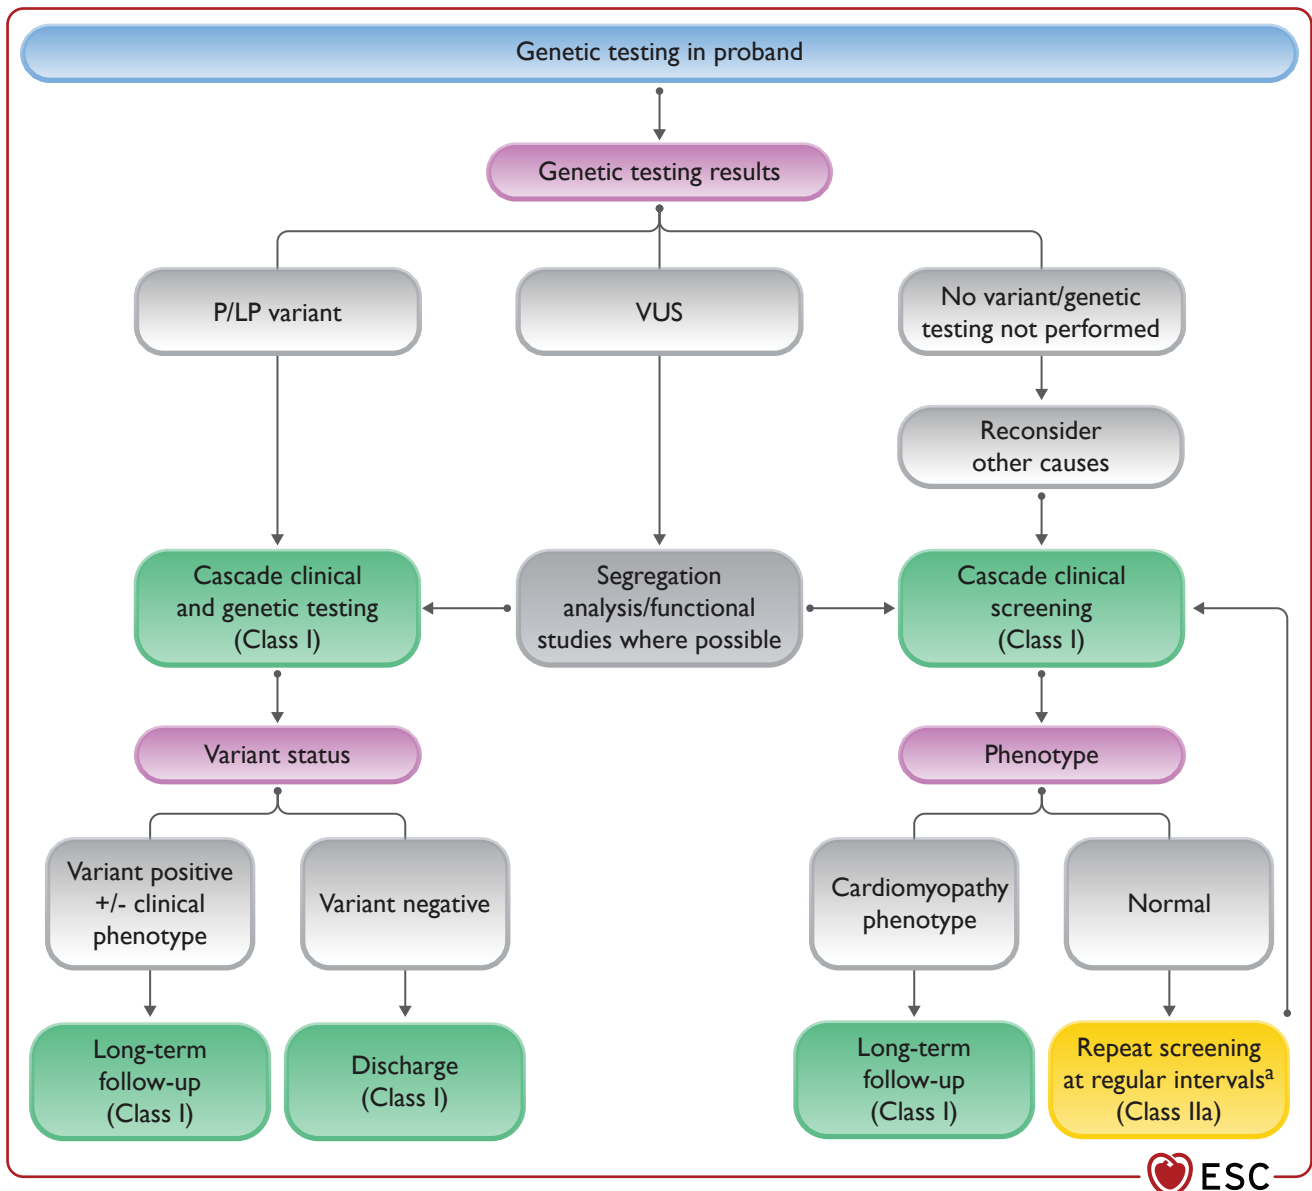 Genetic testing in proband
Genetic testing results
P/LP variant
VUS
No variant/genetic
testing not performed
Reconsider
other causes
Cascade clinical
and genetic testing
(Class I)
Segregation
analysis/functional
studies where possible
Cascade clinical
screening
(Class I)
Variant status
Phenotype
Variant positive
+/- clinical
phenotype
Variant negative
Cardiomyopathy
phenotype
Normal
Long-term
follow-up
(Class I)
Discharge
(Class I)
Long-term
follow-up
(Class I)
Repeat screening
at regular intervalsᵃ
(Class IIa)
ESC